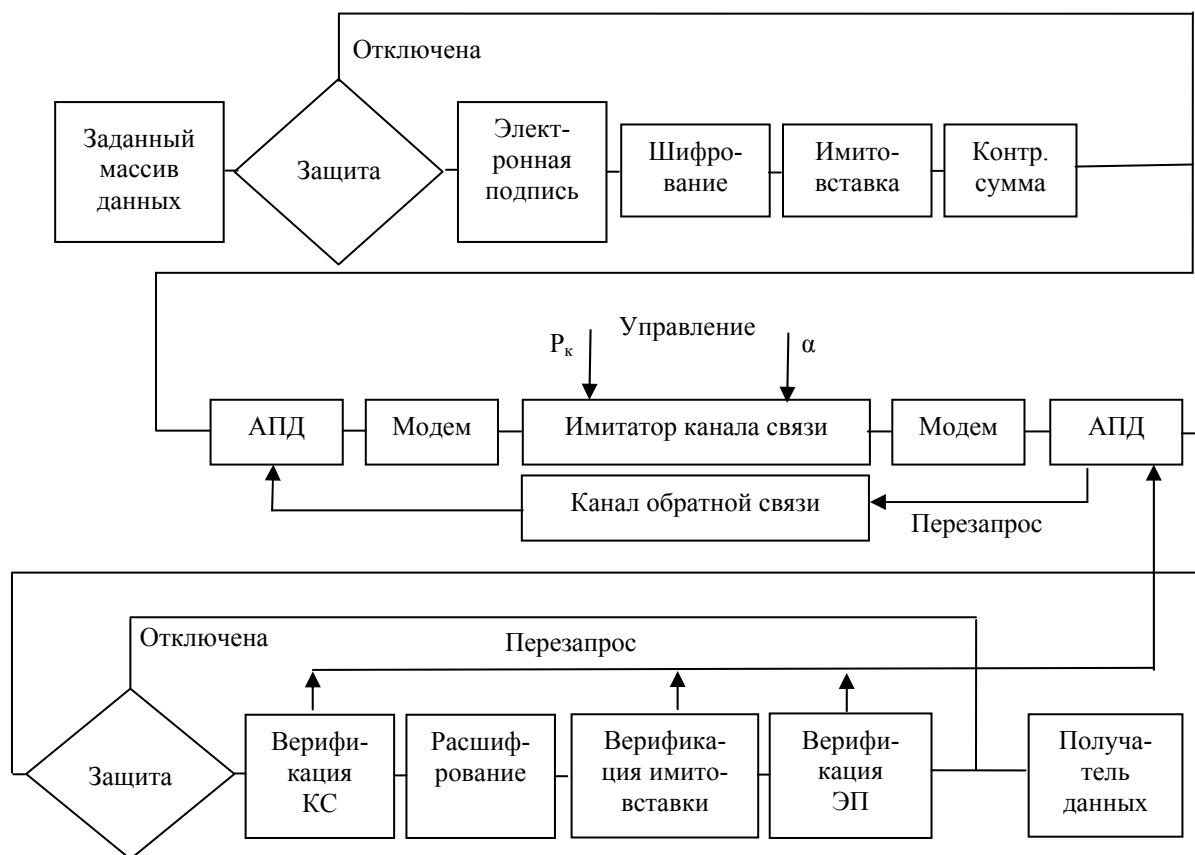 Отключена
Заданный
массив
данных
Защита
Элект-
ронная
подпись
Шифро-
вание
Имито-
вставка
Контр.
сумма
Управление
Рк
α
АПД
Модем
Имитатор канала связи
Модем
АПД
Канал обратной связи
Перезапрос
Отключена
Перезапрос
Защита
Верифи-
кация
КС
Расшиф-
рование
Верифика-
ция имито-
вставки
Верифи-
кация
ЭП
Получа-
тель
данных